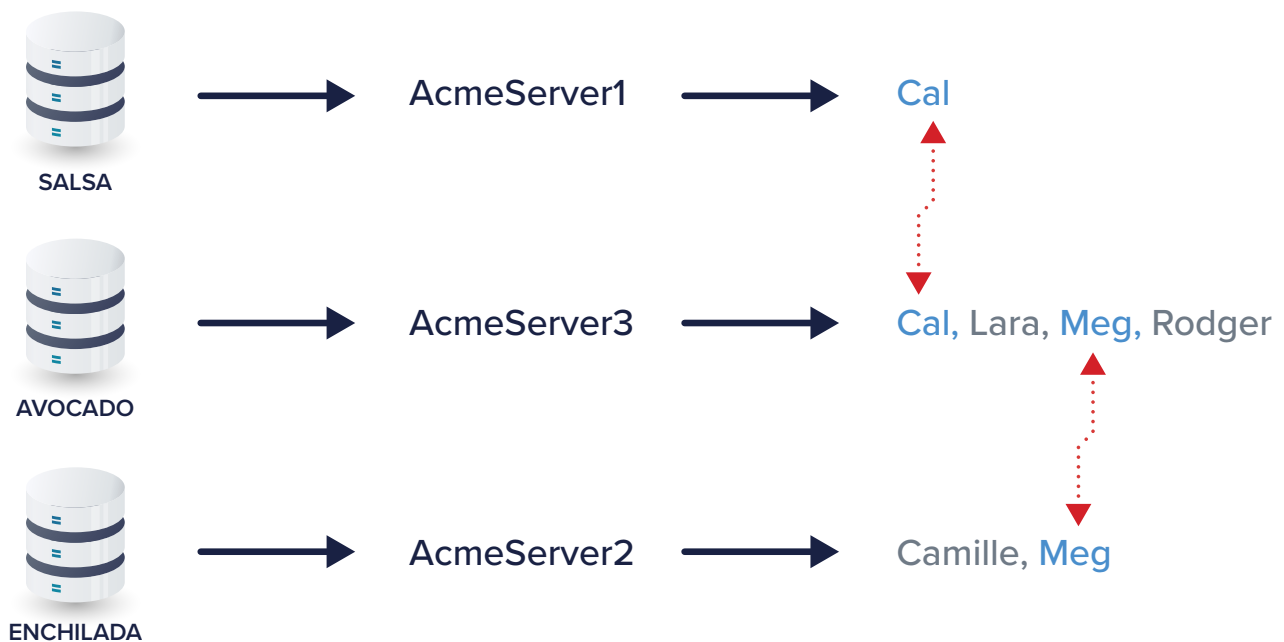 AcmeServer1 Cal
SALSA
AcmeServer3 Cal, Lara, Meg, Rodger
AVOCADO
AcmeServer2 Camille, Meg
ENCHILADA